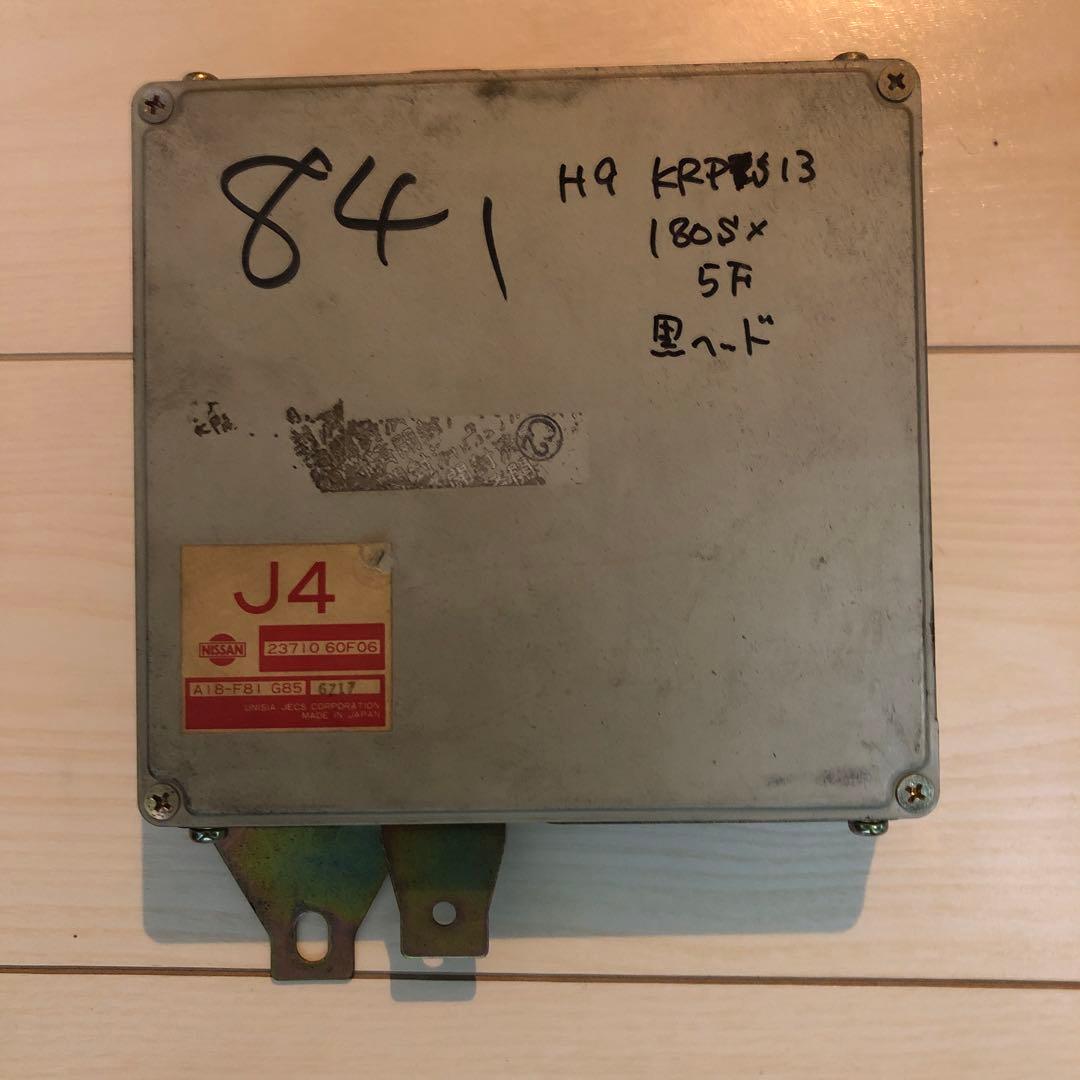 841
H9 KRPS13
180SX
5F
黒ヘッド
J4
NISSAN
23710 60F06
A18-F81 G85 6717
UNISIA JECS CORPORATION
MADE IN JAPAN